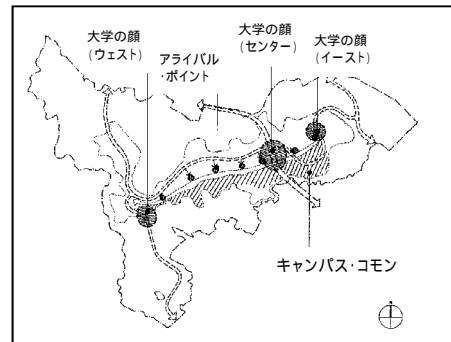 大学の顔
(ウェスト)
アライバル
・ポイント
大学の顔
(センター)
大学の顔
(イースト)
キャンパス・コモン